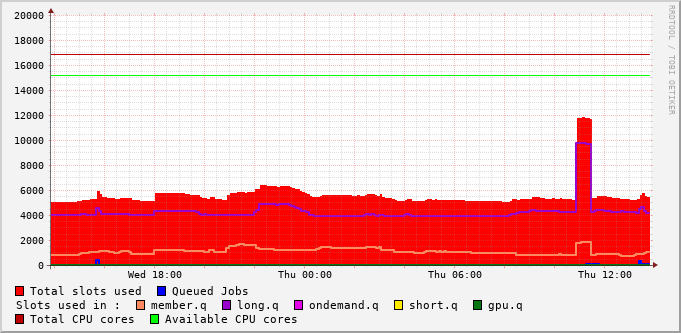 20000
18000
16000
14000
12000
10000
8000
6000
4000
2000
0
Wed 18:00 Thu 00:00 Thu 06:00 Thu 12:00
Total slots used Queued Jobs
Slots used in : member.q long.q ondemand.q short.q gpu.q
Total CPU cores Available CPU cores
RRDTOOL / TOBI OETIKER